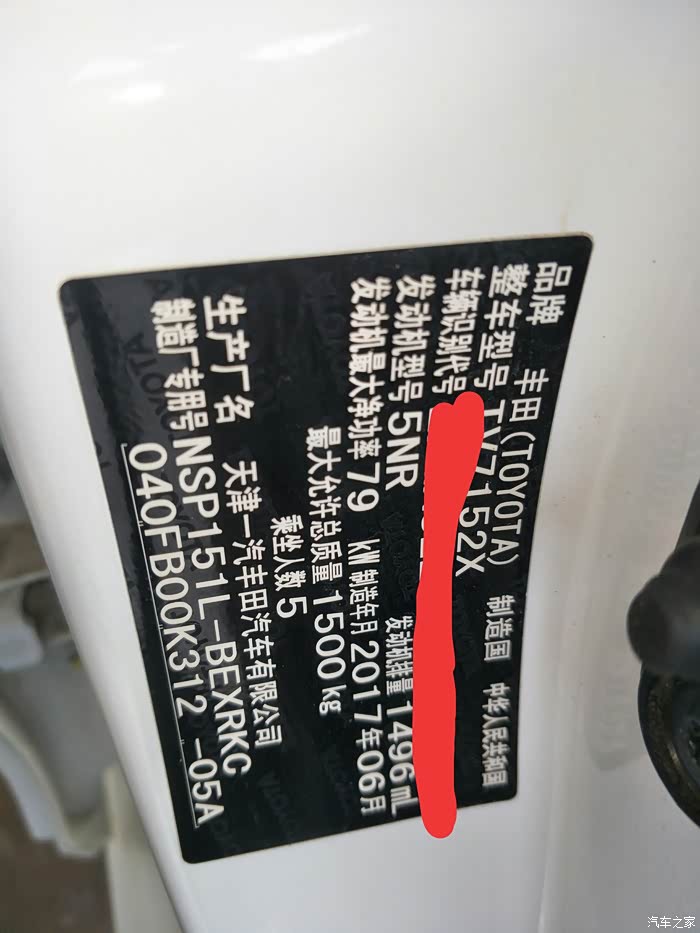 品牌 丰田(TOYOTA) 制造国 中华人民共和国
整车型号 TV7152X
车辆识别代号
发动机型号 5NR 发动机排量 1496mL
发动机最大净功率 79 kW 制造年月 2017年06月
最大允许总质量 1500kg
乘坐人数 5
生产厂名 天津一汽丰田汽车有限公司
制造厂专用号 NSP151L-BEXRKC
040FB00K312 -05A
汽车之家